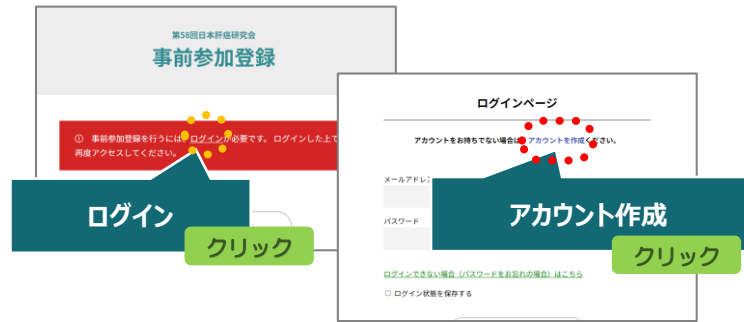 第58回日本肝癌研究会
事前参加登録
① 事前参加登録を行うには、ログインが必要です。 ログインした上で
再度アクセスしてください。
ログイン
クリック
ログインページ
アカウントをお持ちでない場合は、アカウントを作成ください。
メールアドレス
パスワード
アカウント作成
クリック
ログインできない場合（パスワードをお忘れの場合）はこちら
ログイン状態を保存する